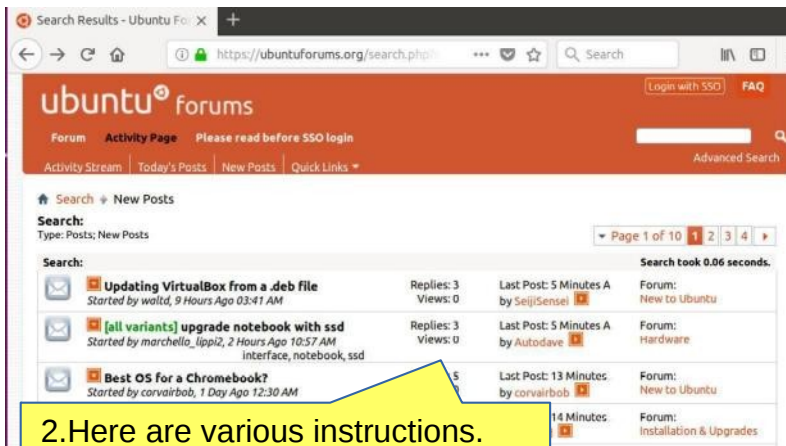 Search Results - Ubuntu Fo
https://ubuntuforums.org/search.php
Search
Login with SSO FAQ
ubuntu forums
Forum Activity Page Please read before SSO login
Activity Stream Today's Posts New Posts Quick Links
Advanced Search
Search New Posts
Search:
Type: Posts; New Posts
Page 1 of 10 1 2 3 4
Search: Search took 0.06 seconds.
Updating VirtualBox from a .deb file Replies: 3 Last Post: 5 Minutes A Forum:
Started by waltd, 9 Hours Ago 03:41 AM Views: 0 by SeijiSensei New to Ubuntu
[all variants] upgrade notebook with ssd Replies: 3 Last Post: 5 Minutes A Forum:
Started by marchello_lippi2, 2 Hours Ago 10:57 AM Views: 0 by Autodave Hardware
interface, notebook, ssd
Best OS for a Chromebook? 5 Last Post: 13 Minutes Forum:
Started by corvairbob, 1 Day Ago 12:30 AM by corvairbob New to Ubuntu
14 Minutes Forum:
Installation & Upgrades
2.Here are various instructions.